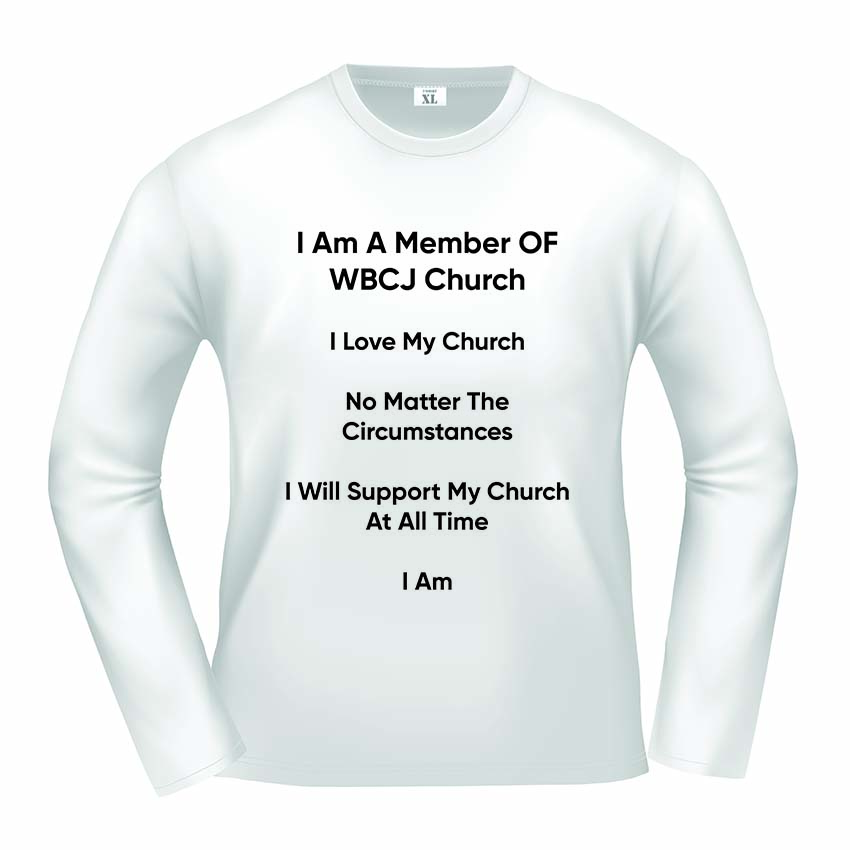 XL
I Am A Member OF
WBCJ Church
I Love My Church
No Matter The
Circumstances
I Will Support My Church
At All Time
I Am